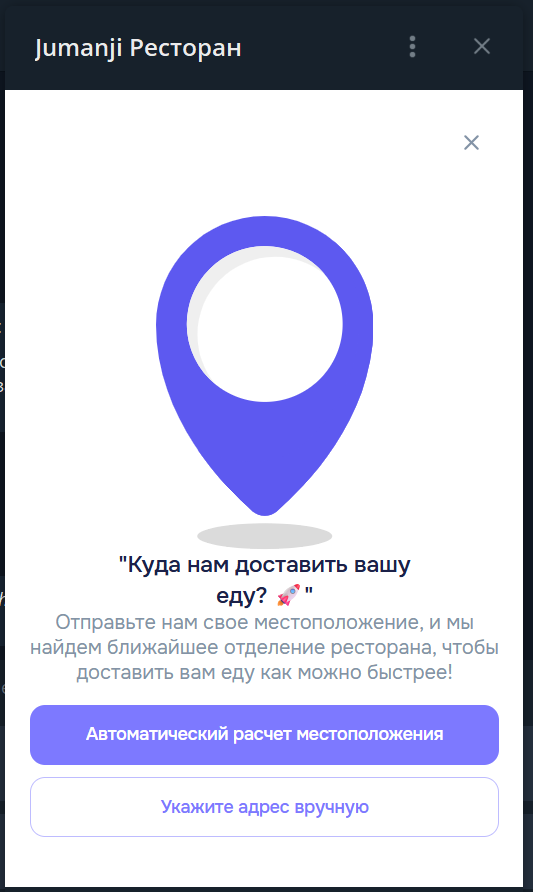 Jumanji Ресторан
"Куда нам доставить вашу
еду? 🚀"
Отправьте нам свое местоположение, и мы
найдем ближайшее отделение ресторана, чтобы
доставить вам еду как можно быстрее!
Автоматический расчет местоположения
Укажите адрес вручную